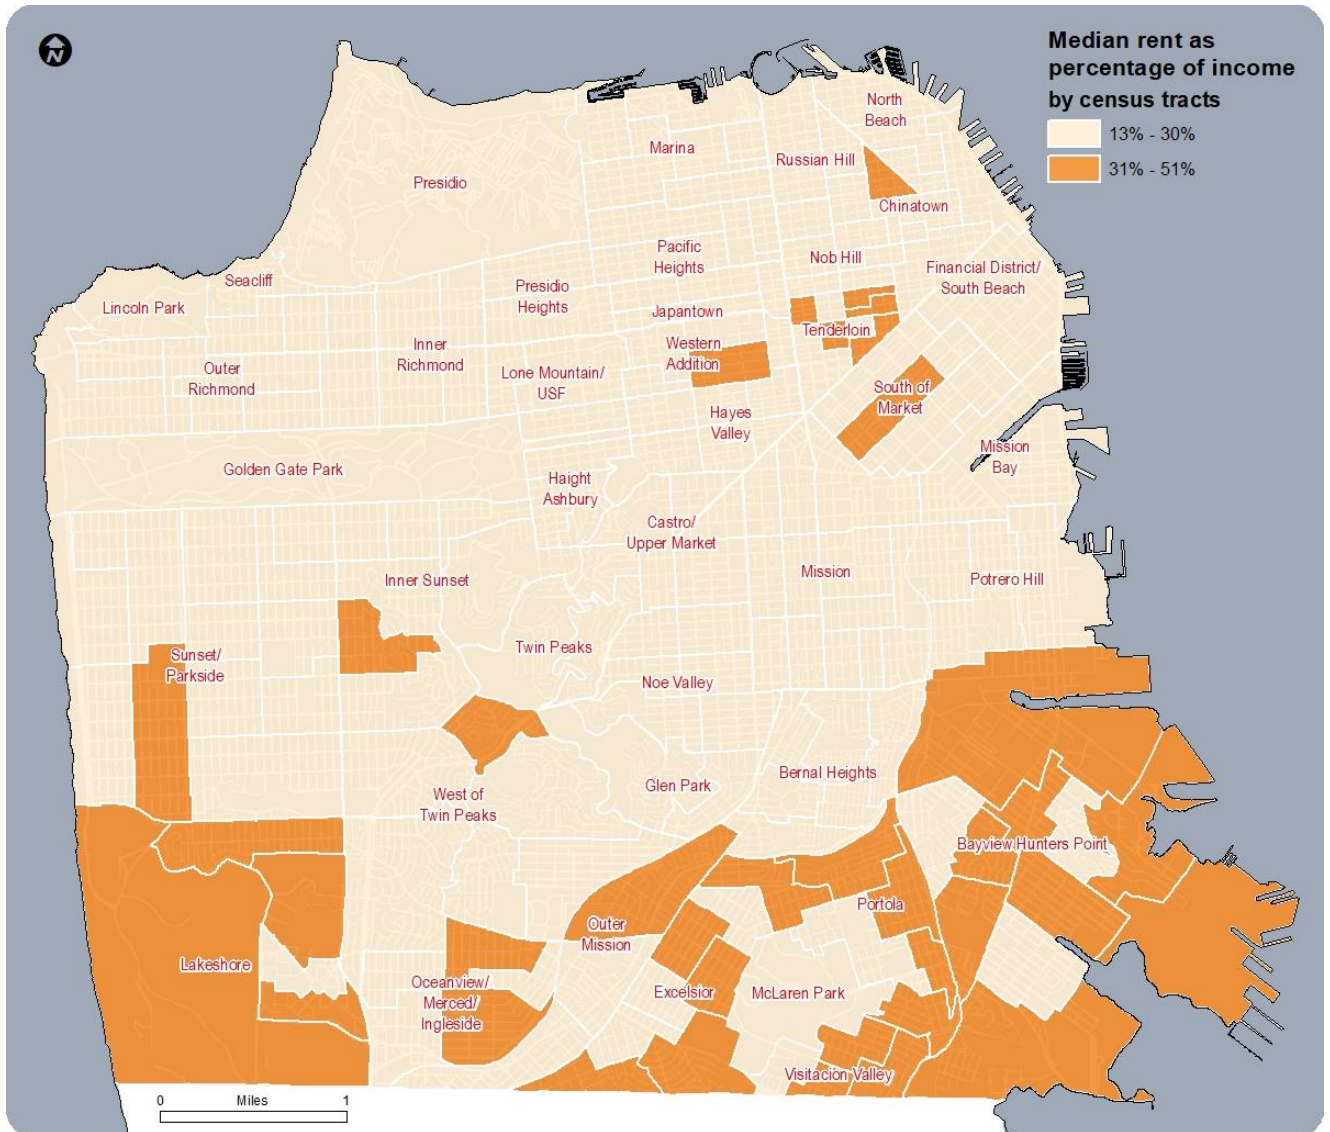 N
Median rent as
percentage of income
by census tracts
13% - 30%
31% - 51%
North
Beach
Marina
Russian Hill
Presidio
Chinatown
Pacific
Heights
Nob Hill
Financial District/
South Beach
Seacliff
Presidio
Heights
Lincoln Park
Japantown
Tenderloin
Western
Addition
Inner
Richmond
Outer
Richmond
Lone Mountain/
USF
South of
Market
Hayes
Valley
Mission
Bay
Golden Gate Park
Haight
Ashbury
Castro/
Upper Market
Inner Sunset
Mission
Potrero Hill
Twin Peaks
Sunset/
Parkside
Noe Valley
Glen Park
Bernal Heights
West of
Twin Peaks
Bayview Hunters Point
Portola
Outer
Mission
Lakeshore
Oceanview/
Merced/
Ingleside
Excelsior
McLaren Park
Visitacion Valley
0 Miles 1